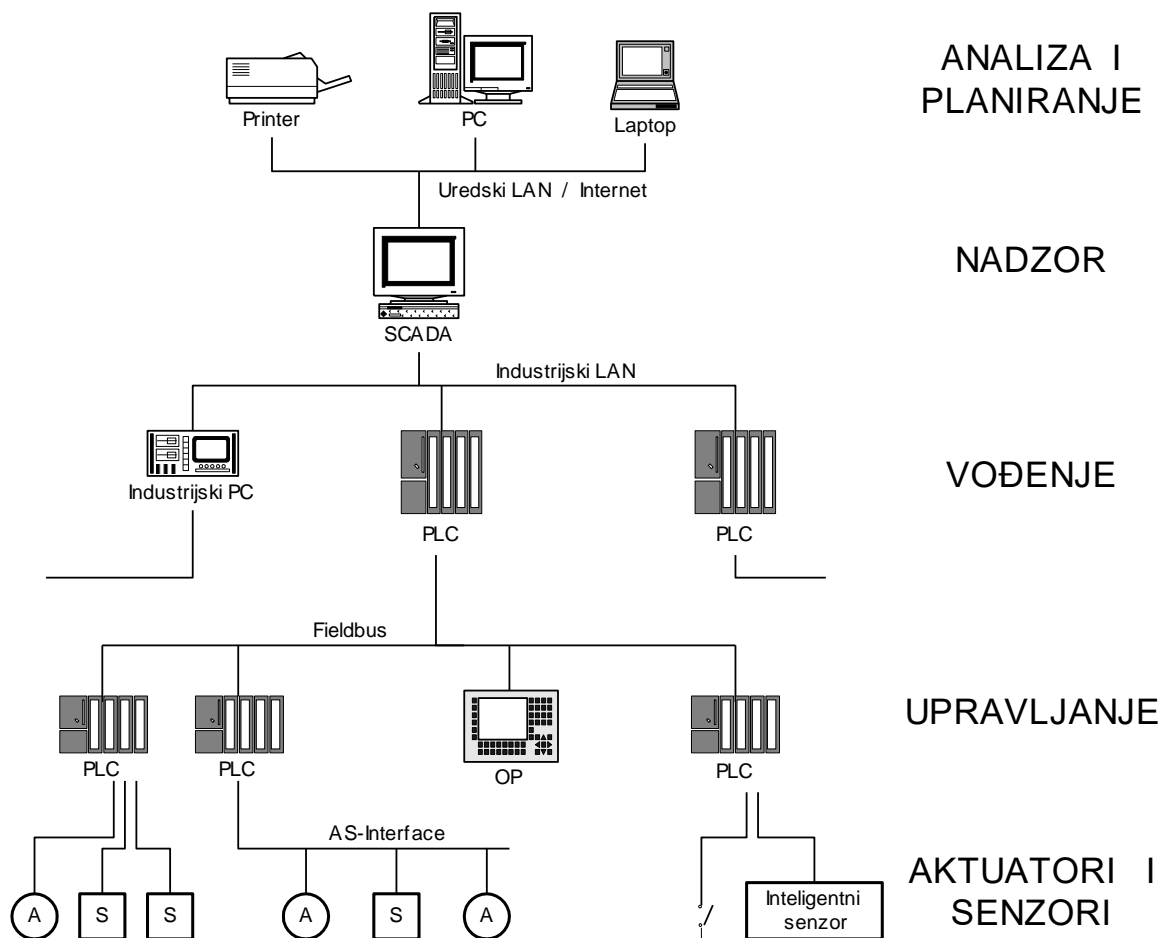 ANALIZA I
PLANIRANJE
Printer
PC
Laptop
Uredski LAN / Internet
NADZOR
SCADA
Industrijski LAN
VOĐENJE
Industrijski PC
PLC
PLC
Fieldbus
UPRAVLJANJE
PLC
PLC
OP
PLC
AS-Interface
AKTUATORI I
SENZORI
A
S
S
A
S
A
Inteligentni
senzor